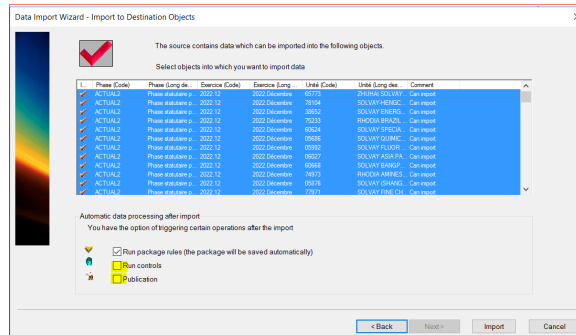 Data Import Wizard - Import to Destination Objects
The source contains data which can be imported into the following objects.
Select objects into which you want to import data
I... Phase (Code) Phase (Long de... Exercice (Code) Exercice (Long ... Unité (Code) Unité (Long des... Comment
ACTUAL2 Phase statutaire p... 2022.12 2022 Décembre 65773 ZHUHAI SOLVAY... Can import
ACTUAL2 Phase statutaire p... 2022.12 2022 Décembre 78104 SOLVAY-HENGC... Can import
ACTUAL2 Phase statutaire p... 2022.12 2022 Décembre 38652 SOLVAY ENERG... Can import
ACTUAL2 Phase statutaire p... 2022.12 2022 Décembre 75233 RHODIA BRAZIL ... Can import
ACTUAL2 Phase statutaire p... 2022.12 2022 Décembre 60624 SOLVAY SPECIA... Can import
ACTUAL2 Phase statutaire p... 2022.12 2022 Décembre 05686 SOLVAY QUIMIC... Can import
ACTUAL2 Phase statutaire p... 2022.12 2022 Décembre 05992 SOLVAY FLUOR ... Can import
ACTUAL2 Phase statutaire p... 2022.12 2022 Décembre 06027 SOLVAY ASIA PA... Can import
ACTUAL2 Phase statutaire p... 2022.12 2022 Décembre 60668 SOLVAY BANGP... Can import
ACTUAL2 Phase statutaire p... 2022.12 2022 Décembre 74973 RHODIA AMINES... Can import
ACTUAL2 Phase statutaire p... 2022.12 2022 Décembre 05876 SOLVAY (SHANG... Can import
ACTUAL2 Phase statutaire p... 2022.12 2022 Décembre 77971 SOLVAY FINE CH... Can import
Automatic data processing after import
You have the option of triggering certain operations after the import
Run package rules (the package will be saved automatically)
Run controls
Publication
< Back Next > Import Cancel